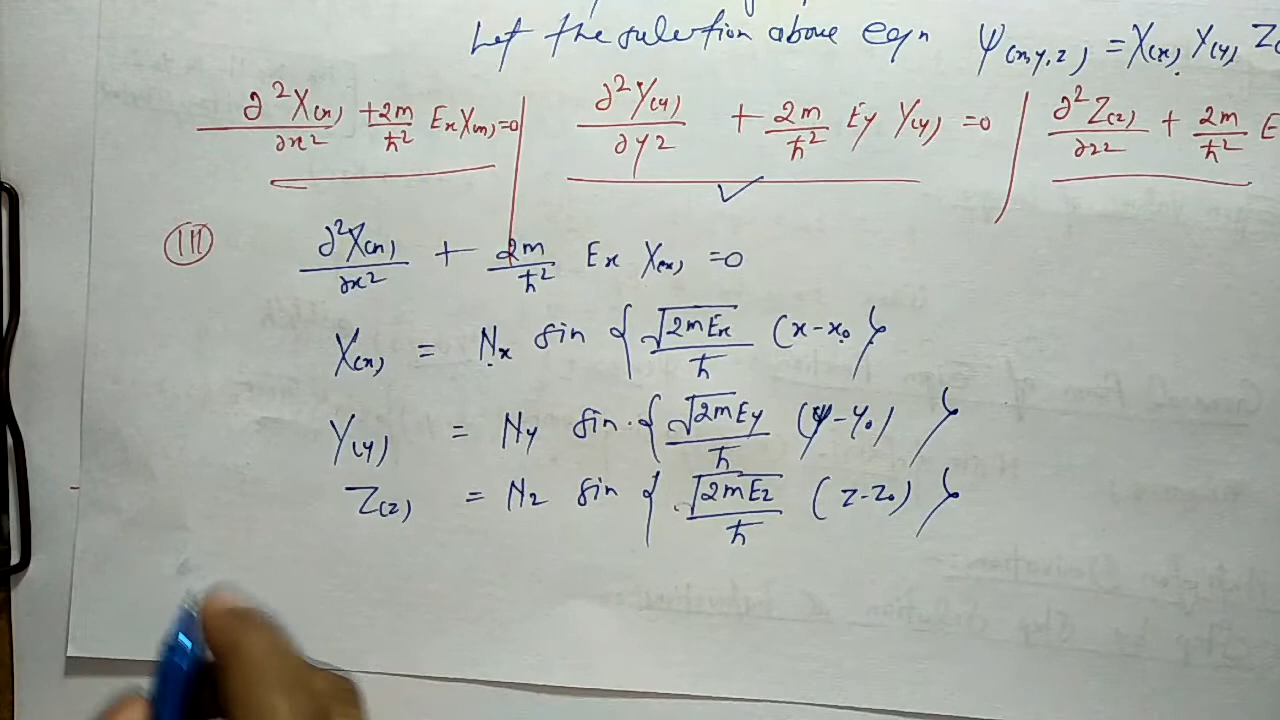 Let the solution above eqn ψ(x,y,z) = X(x) Y(y) Z(
∂²X(x)/∂x² + 2m/ħ² Ex X(x) = 0 | ∂²Y(y)/∂y2 + 2m/ħ² Ey Y(y) = 0 | ∂²Z(z)/∂z2 + 2m/ħ² E
(III) ∂²X(x)/∂x² + 2m/ħ² Ex X(x) = 0
X(x) = Nx sin {√2mEx/ħ (x-x₀}
Y(y) = Ny sin {√2mEy/ħ (y-y₀)}
Z(z) = Nz sin {√2mEz/ħ (z-z₀)}